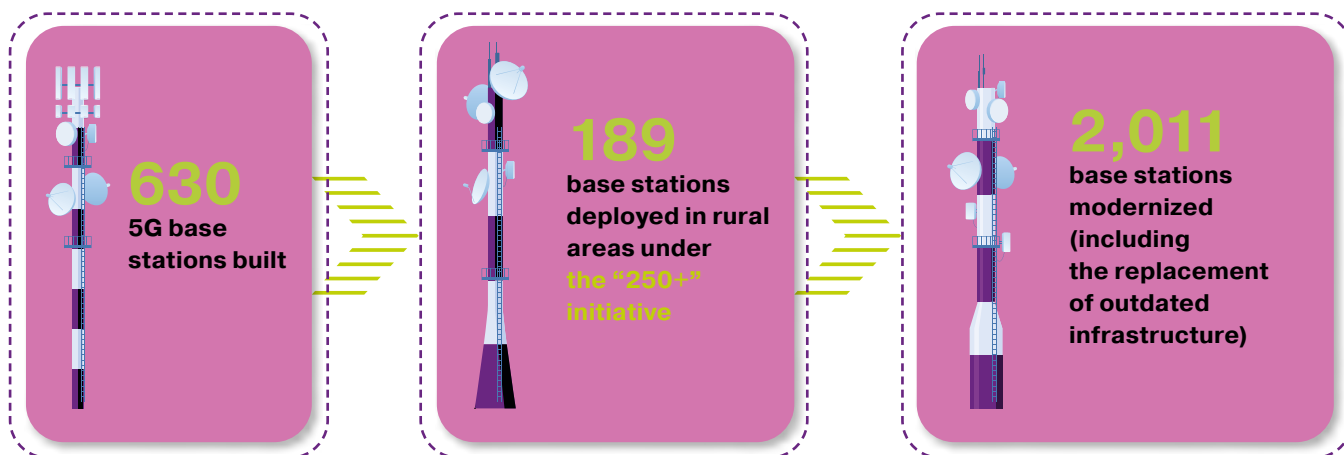 630
5G base
stations built
189
base stations
deployed in rural
areas under
the “250+”
initiative
2,011
base stations
modernized
(including
the replacement
of outdated
infrastructure)